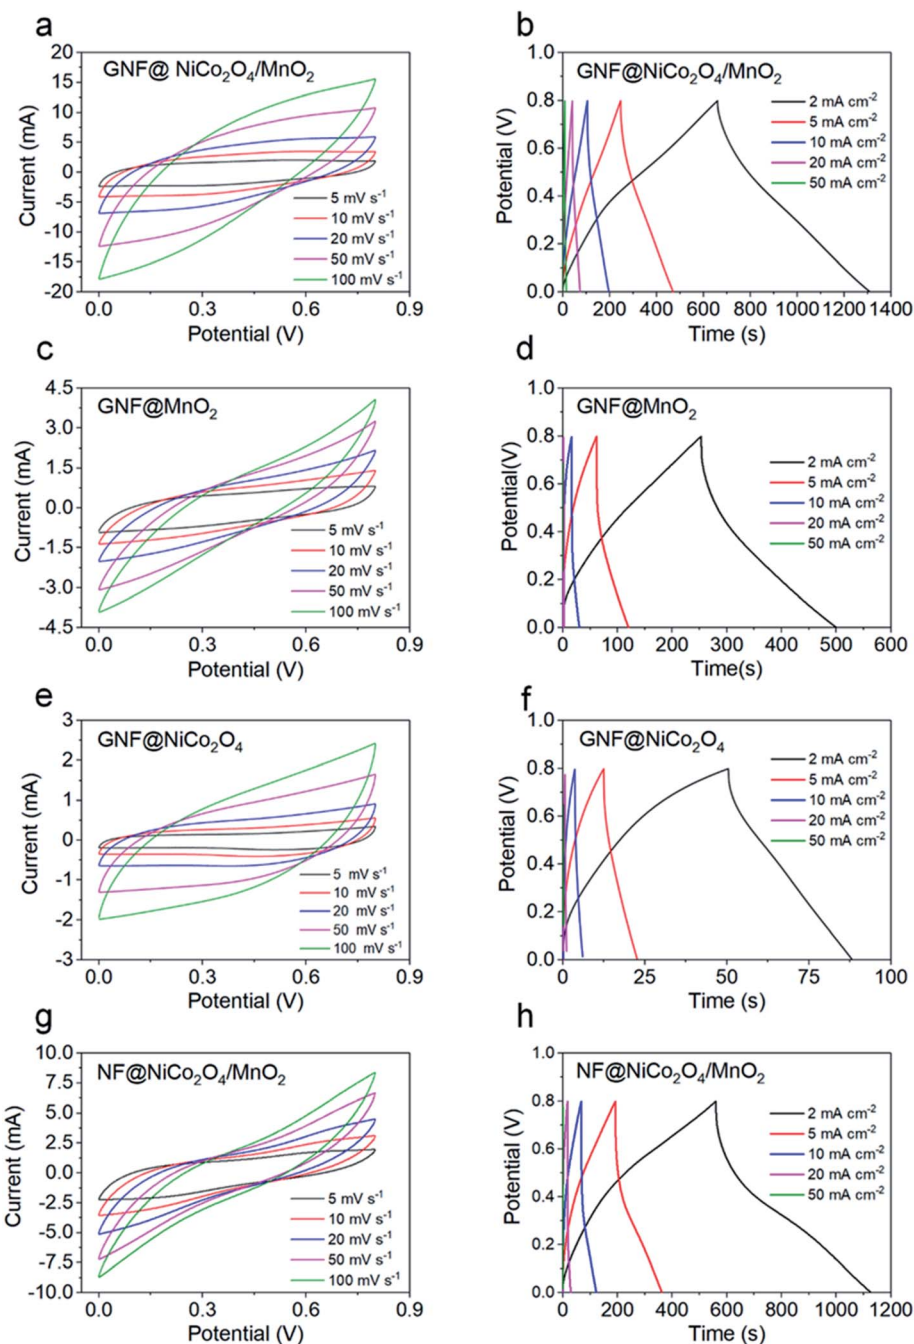 a
GNF@ NiCo₂O₄/MnO₂
Current (mA)
20
15
10
5
0
-5
-10
-15
-20
5 mV s⁻¹
10 mV s⁻¹
20 mV s⁻¹
50 mV s⁻¹
100 mV s⁻¹
0.0 0.3 0.6 0.9
Potential (V)
b
GNF@NiCo₂O₄/MnO₂
Potential (V)
1.0
0.8
0.6
0.4
0.2
0.0
2 mA cm⁻²
5 mA cm⁻²
10 mA cm⁻²
20 mA cm⁻²
50 mA cm⁻²
0 200 400 600 800 1000 1200 1400
Time (s)
c
GNF@MnO₂
Current (mA)
4.5
3.0
1.5
0.0
-1.5
-3.0
-4.5
5 mV s⁻¹
10 mV s⁻¹
20 mV s⁻¹
50 mV s⁻¹
100 mV s⁻¹
0.0 0.3 0.6 0.9
Potential (V)
d
GNF@MnO₂
Potential(V)
1.0
0.8
0.6
0.4
0.2
0.0
2 mA cm⁻²
5 mA cm⁻²
10 mA cm⁻²
20 mA cm⁻²
50 mA cm⁻²
0 100 200 300 400 500 600
Time(s)
e
GNF@NiCo₂O₄
Current (mA)
3
2
1
0
-1
-2
-3
5 mV s⁻¹
10 mV s⁻¹
20 mV s⁻¹
50 mV s⁻¹
100 mV s⁻¹
0.0 0.3 0.6 0.9
Potential (V)
f
GNF@NiCo₂O₄
Potential (V)
1.0
0.8
0.6
0.4
0.2
0.0
2 mA cm⁻²
5 mA cm⁻²
10 mA cm⁻²
20 mA cm⁻²
50 mA cm⁻²
0 25 50 75 100
Time (s)
g
NF@NiCo₂O₄/MnO₂
Current (mA)
10.0
7.5
5.0
2.5
0.0
-2.5
-5.0
-7.5
-10.0
5 mV s⁻¹
10 mV s⁻¹
20 mV s⁻¹
50 mV s⁻¹
100 mV s⁻¹
0.0 0.3 0.6 0.9
Potential (V)
h
NF@NiCo₂O₄/MnO₂
Potential (V)
1.0
0.8
0.6
0.4
0.2
0.0
2 mA cm⁻²
5 mA cm⁻²
10 mA cm⁻²
20 mA cm⁻²
50 mA cm⁻²
0 200 400 600 800 1000 1200
Time (s)